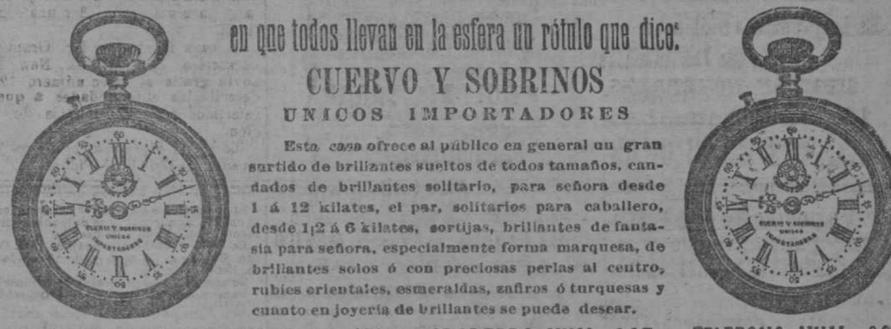 en que todos llevan en la esfera un rótulo que dice:
CUERVO Y SOBRINOS
UNICOS IMPORTADORES
Esta casa ofrece al público en general un gran
surtido de brillantes sueltos de todos tamaños, can-
dados de brillantes solitario, para señora desde
1 á 12 kilates, el par, solitarios para caballero,
desde 1¡2 á 6 kilates, sortijas, brillantes de fanta-
sia para señora, especialmente forma marquesa, de
brillantes solos ó con preciosas perlas al centro,
rubíes orientales, esmeraldas, zafiros ó turquesas y
cuanto en joyería de brillantes se puede desear.
CUERVO Y SOBRINOS
UNICOS
IMPORTADORES
CUERVO Y SOBRINOS
UNICOS
IMPORTADORES